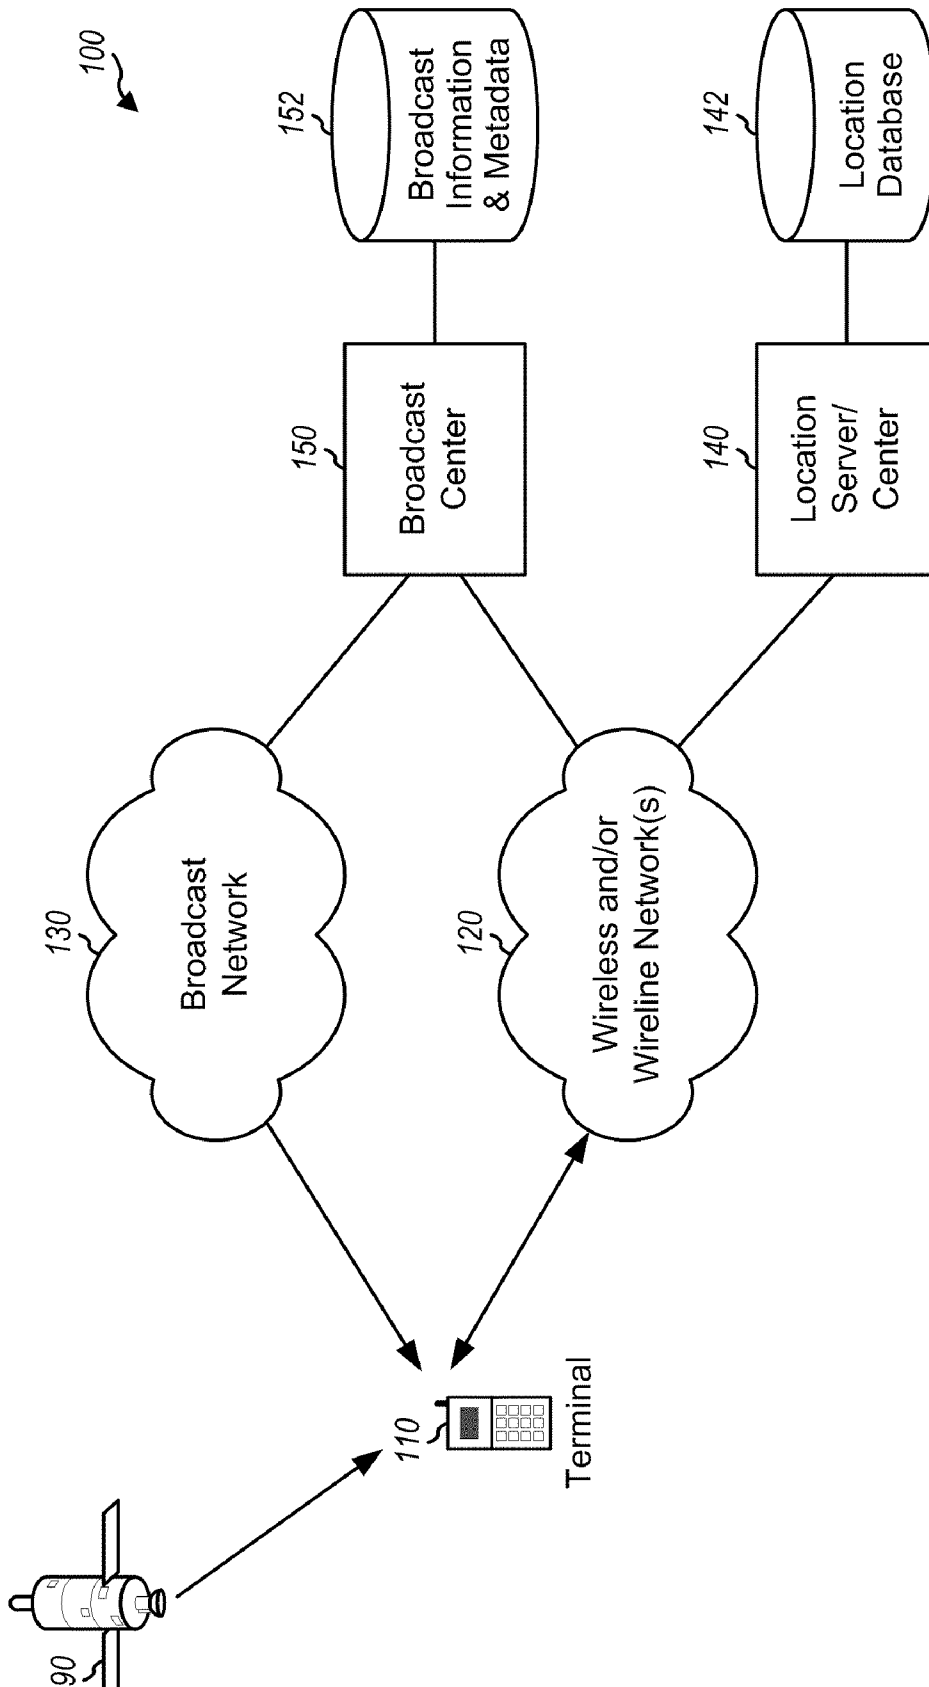 100
90
130
Broadcast
Network
152
Broadcast
Information
& Metadata
150
Broadcast
Center
110
Terminal
120
Wireless and/or
Wireline Network(s)
140
Location
Server/
Center
142
Location
Database